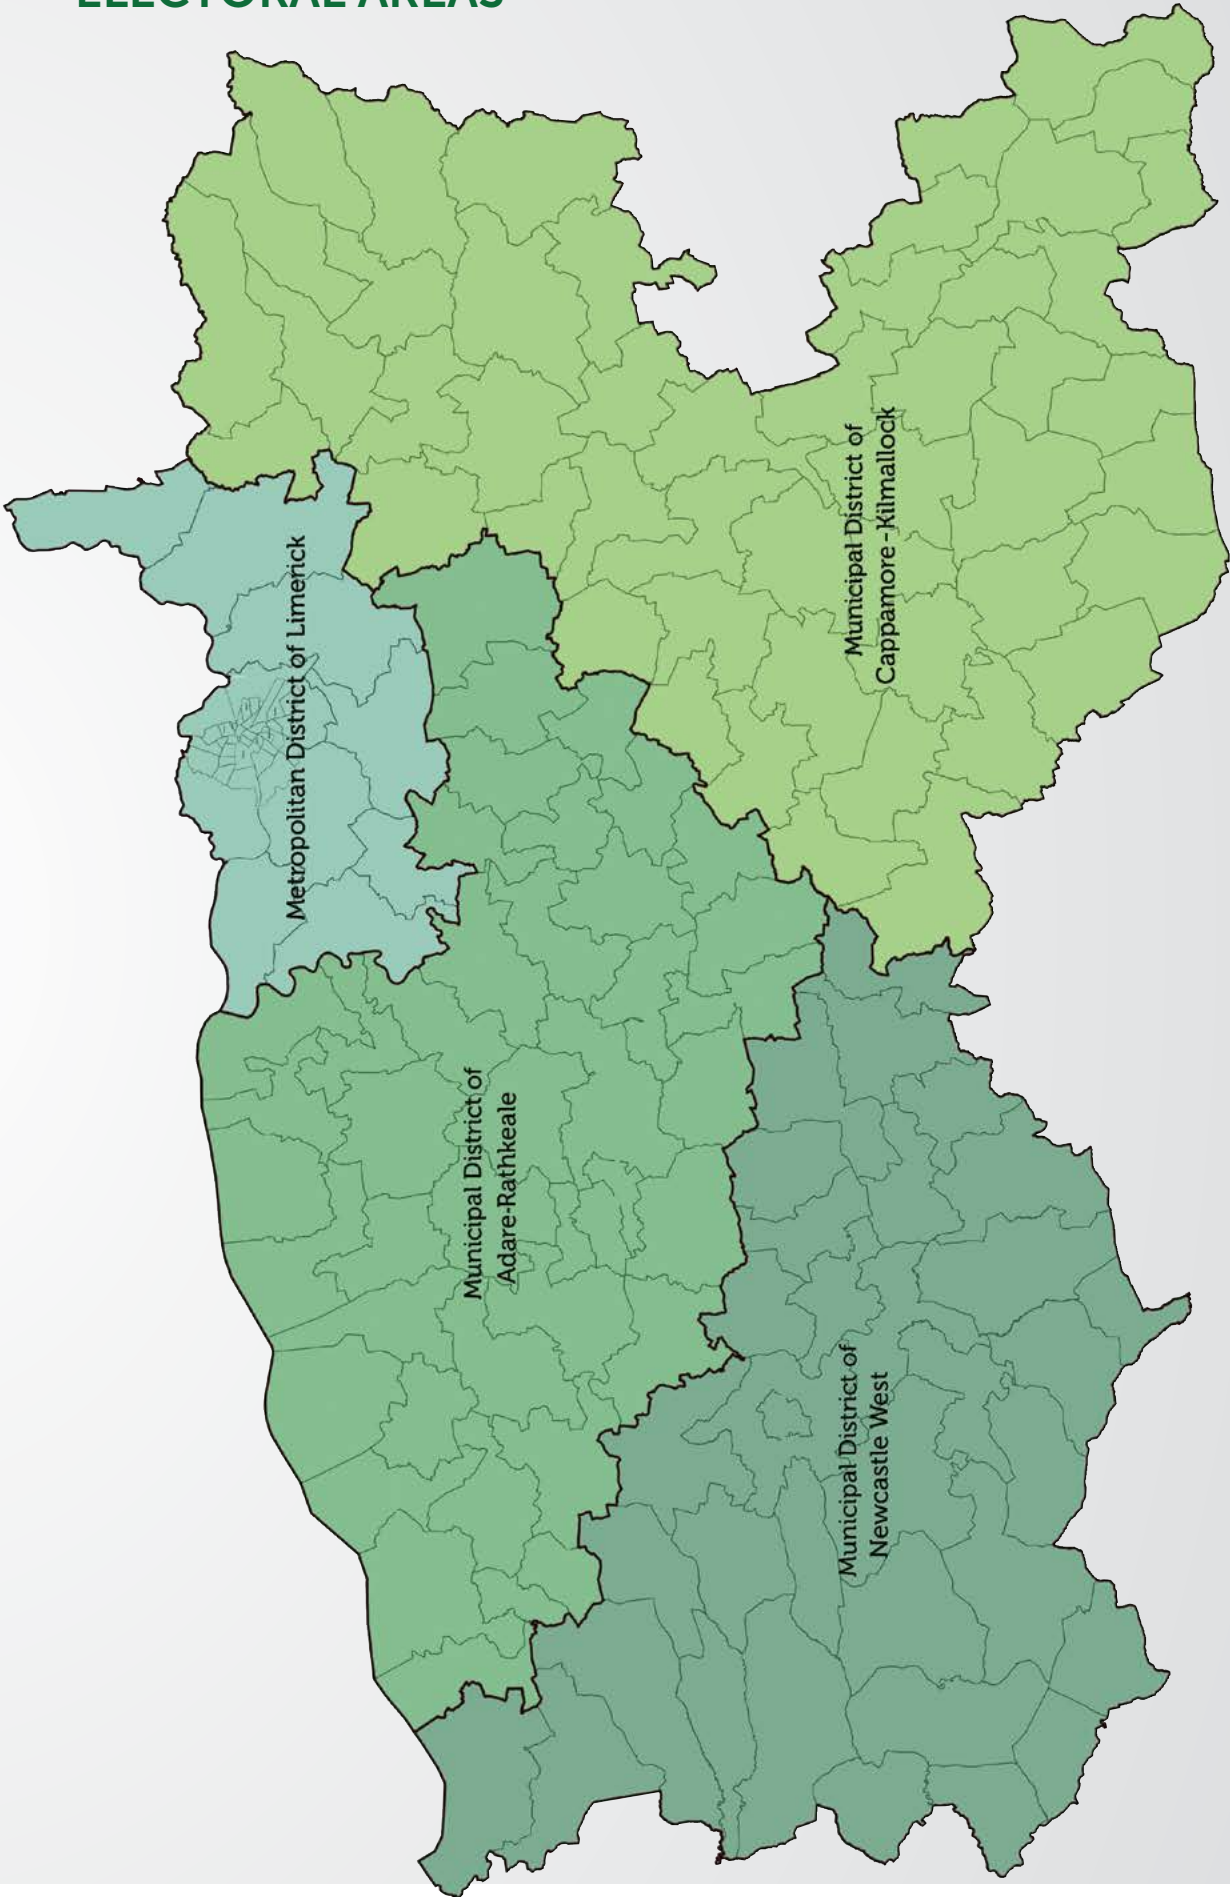 ELECTORAL AREAS
Metropolitan District of Limerick
Municipal District of
Cappamore-Kilmallock
Municipal District of
Adare-Rathkeale
Municipal District of
Newcastle West